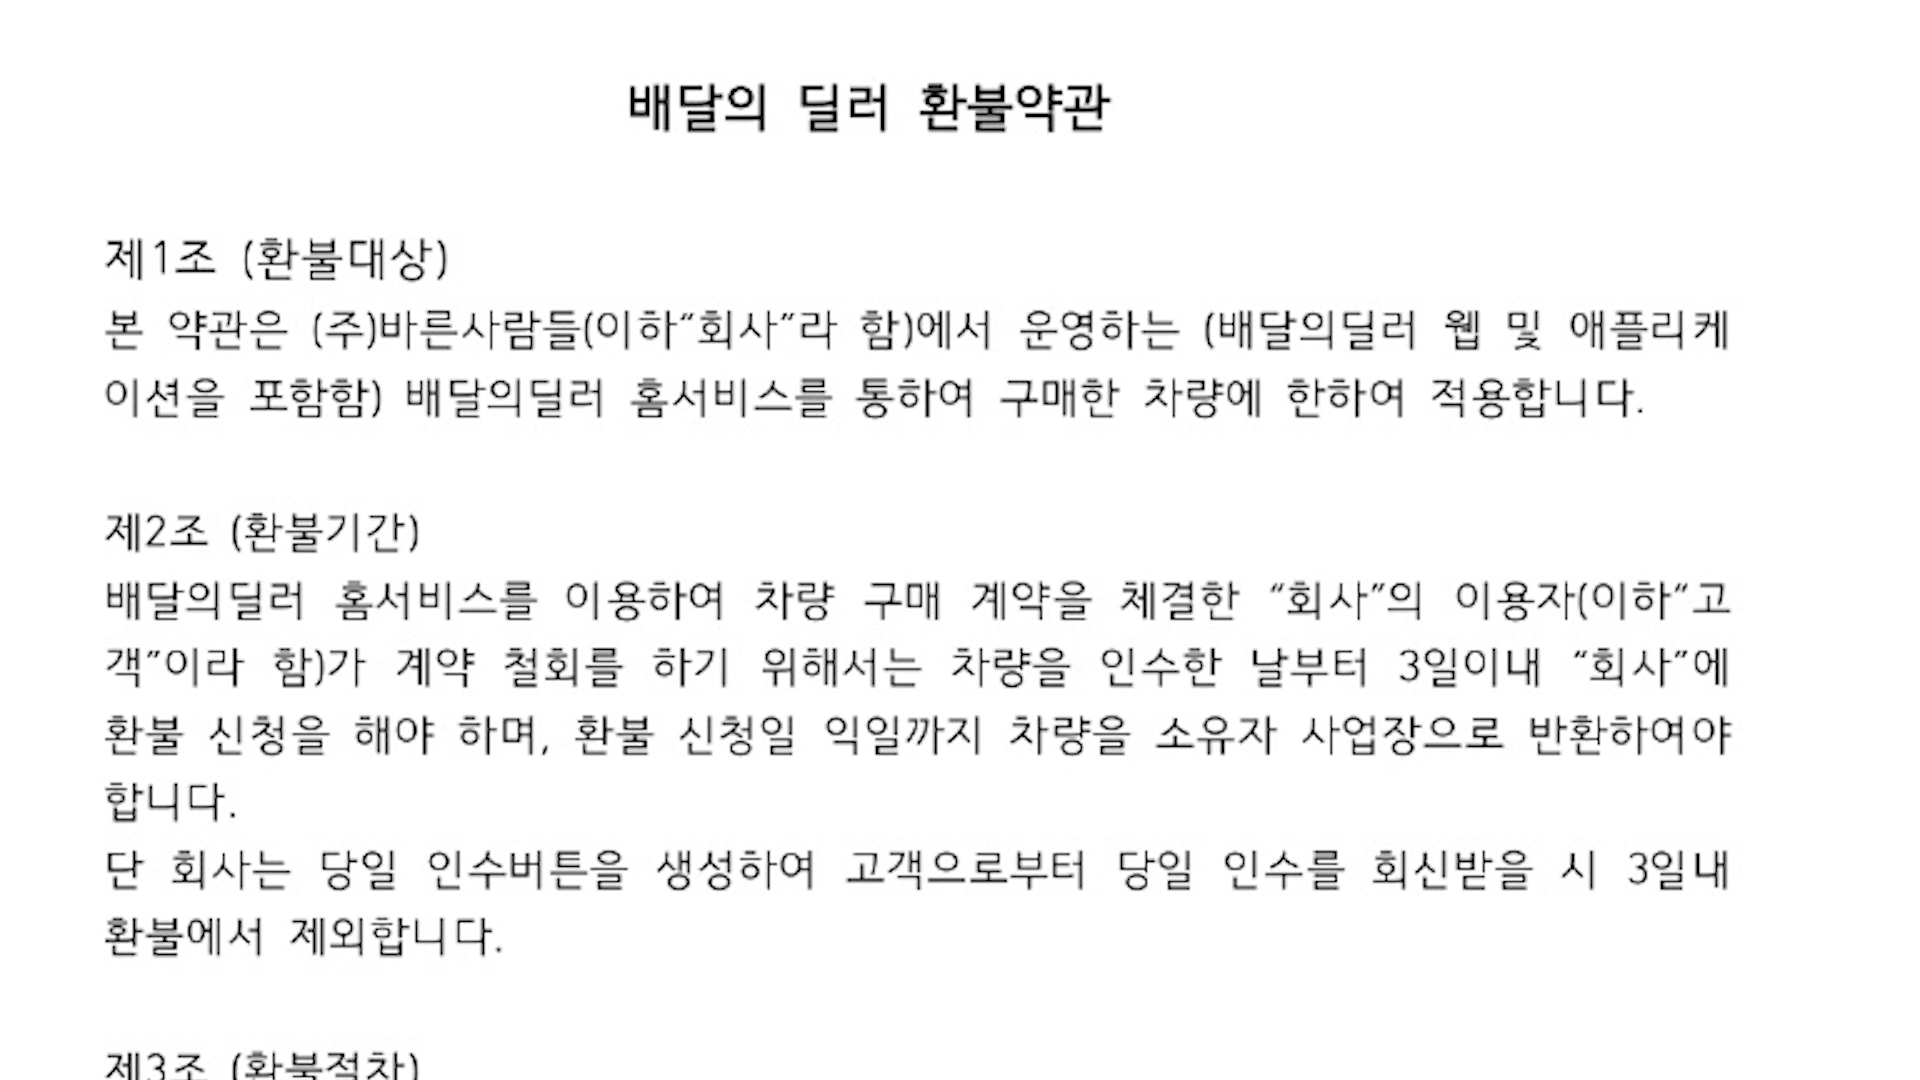 배달의 딜러 환불약관
제1조 (환불대상)
본 약관은 (주)바른사람들(이하“회사”라 함)에서 운영하는 (배달의딜러 웹 및 애플리케
이션을 포함함) 배달의딜러 홈서비스를 통하여 구매한 차량에 한하여 적용합니다.
제2조 (환불기간)
배달의딜러 홈서비스를 이용하여 차량 구매 계약을 체결한 “회사”의 이용자(이하“고
객”이라 함)가 계약 철회를 하기 위해서는 차량을 인수한 날부터 3일이내 “회사”에
환불 신청을 해야 하며, 환불 신청일 익일까지 차량을 소유자 사업장으로 반환하여야
합니다.
단 회사는 당일 인수버튼을 생성하여 고객으로부터 당일 인수를 회신받을 시 3일내
환불에서 제외합니다.
제3조 (환불절차)